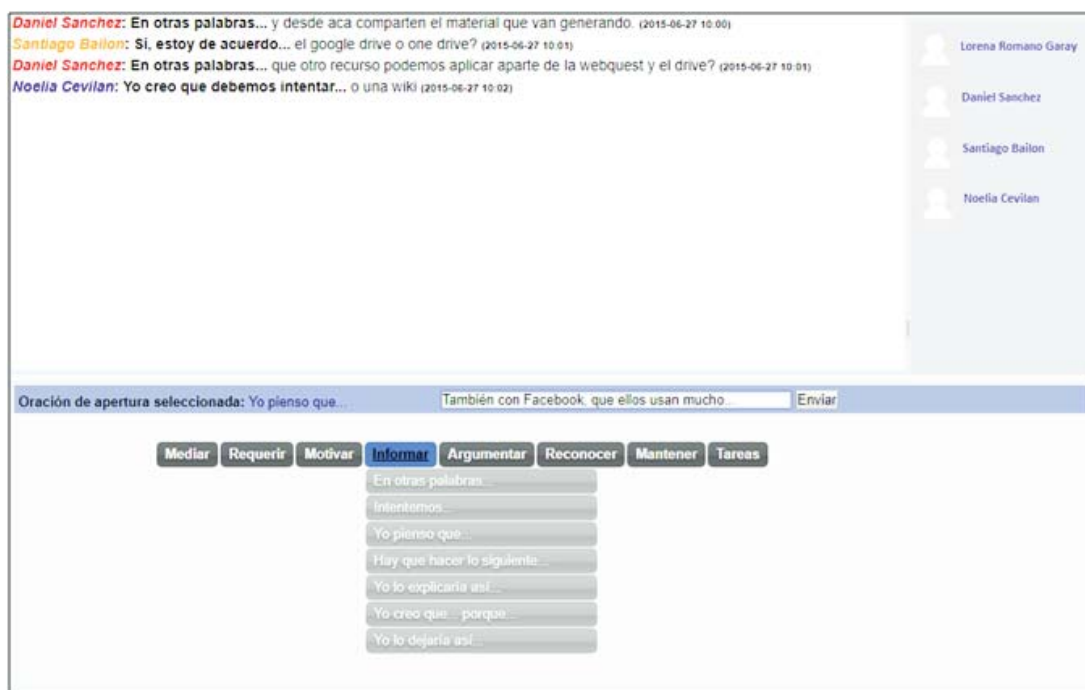 Daniel Sanchez: En otras palabras... y desde aca comparten el material que van generando. (2015-06-27 10:00)
Santiago Bailon: Si, estoy de acuerdo... el google drive o one drive? (2015-06-27 10:01)
Daniel Sanchez: En otras palabras... que otro recurso podemos aplicar aparte de la webquest y el drive? (2015-06-27 10:01)
Noelia Cevilan: Yo creo que debemos intentar... o una wiki (2015-06-27 10:02)
Lorena Romano Garay
Daniel Sanchez
Santiago Bailon
Noelia Cevilan
Oración de apertura seleccionada: Yo pienso que... También con Facebook, que ellos usan mucho... Enviar
Mediar Requerir Motivar Informar Argumentar Reconocer Mantener Tareas
En otras palabras...
Intentemos...
Yo pienso que...
Hay que hacer lo siguiente...
Yo lo explicaría así...
Yo creo que... porque...
Yo lo dejaría así...